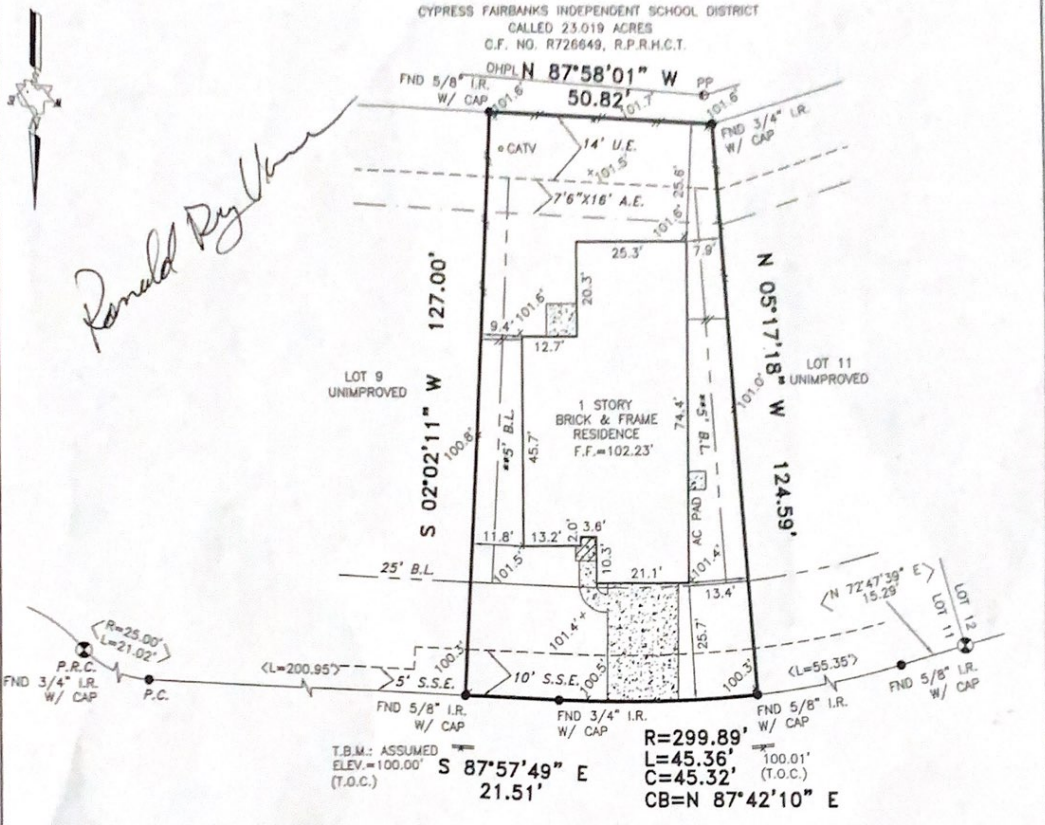 CYPRESS FAIRBANKS INDEPENDENT SCHOOL DISTRICT
CALLED 23.019 ACRES
C.F. NO. R726649, R.P.R.H.C.T.
OHPL
N 87°58'01" W
50.82'
PP
FND 5/8" I.R.
W/ CAP
101.6'
101.7'
101.6'
FND 3/4" I.R.
W/ CAP
CATV
14' U.E.
101.5'
25.6'
7'6"X16' A.E.
101.6'
25.3'
7.9'
Ronald Ray
20.3'
101.6'
9.4'
12.7'
S 02°02'11" W 127.00'
N 05°17'18" W 124.59'
LOT 9
UNIMPROVED
LOT 11
UNIMPROVED
101.0'
100.8'
**5' B.L.
45.7'
1 STORY
BRICK & FRAME
RESIDENCE
F.F.=102.23'
74.4'
**5' B.L.
AC PAD
11.8'
13.2'
2.0'
3.6'
10.3'
101.5'
101.4'
25' B.L.
21.1'
13.4'
101.4'
25.7'
<N 72°47'39" E>
15.29'
LOT 11
LOT 12
<R=25.00'
L=21.02'>
P.R.C.
FND 3/4" I.R.
W/ CAP
P.C.
<L=200.95'>
100.3'
5' S.S.E.
10' S.S.E.
100.5'
100.3'
<L=55.35'>
FND 5/8" I.R.
W/ CAP
FND 5/8" I.R.
W/ CAP
FND 3/4" I.R.
W/ CAP
FND 5/8" I.R.
W/ CAP
T.B.M.: ASSUMED
ELEV.=100.00'
(T.O.C.)
S 87°57'49" E
21.51'
R=299.89'
L=45.36'
C=45.32'
CB=N 87°42'10" E
100.01'
(T.O.C.)